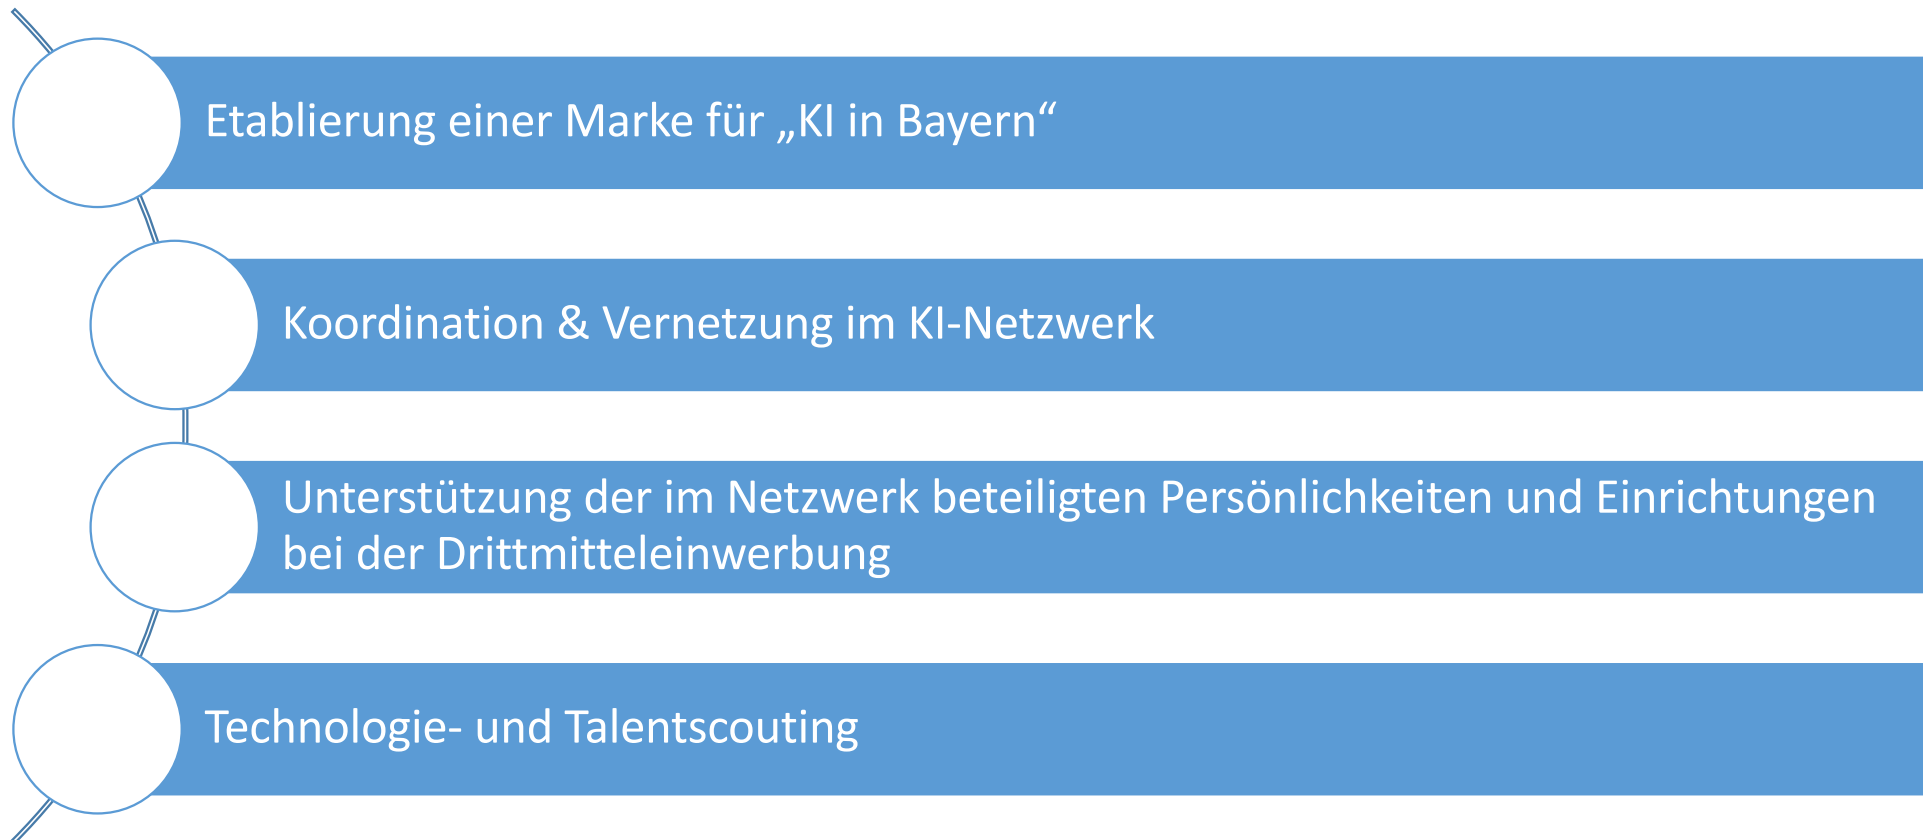 Etablierung einer Marke für „KI in Bayern“
Koordination & Vernetzung im KI-Netzwerk
Unterstützung der im Netzwerk beteiligten Persönlichkeiten und Einrichtungen
bei der Drittmitteleinwerbung
Technologie- und Talentscouting